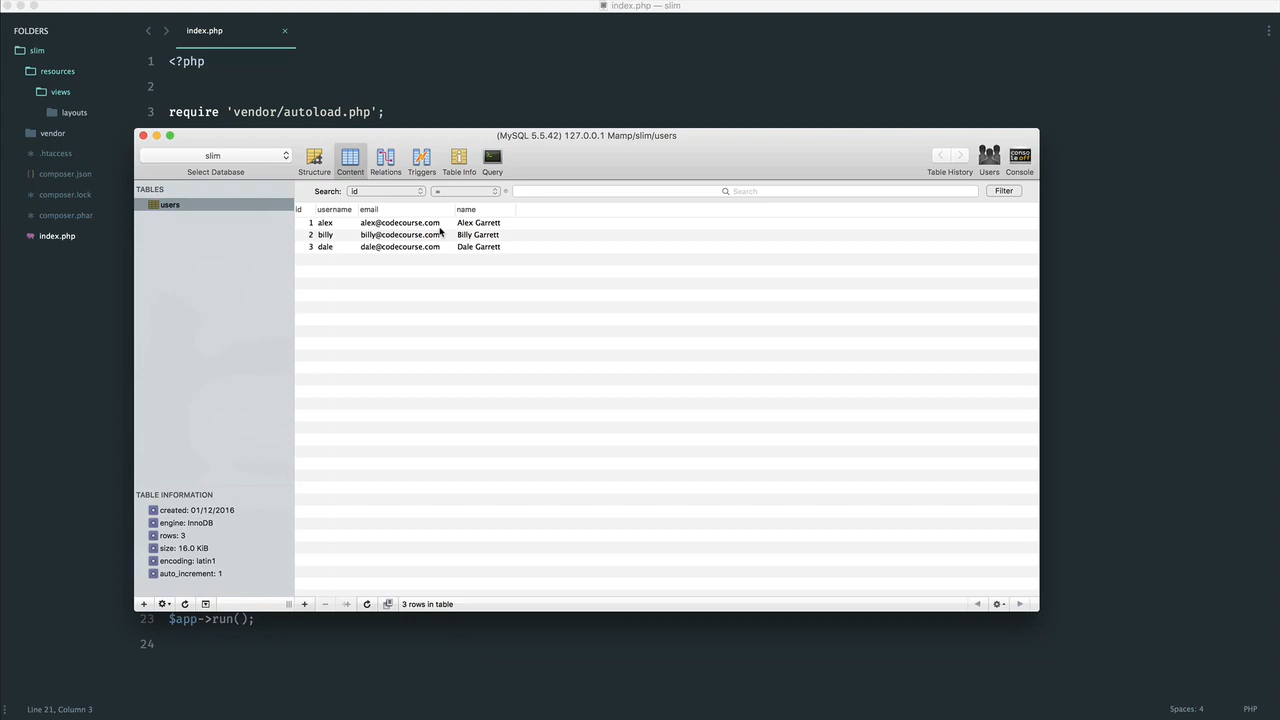 index.php — slim
FOLDERS
slim
resources
views
layouts
vendor
.htaccess
composer.json
composer.lock
composer.phar
index.php
index.php
1 <?php
2
3 require 'vendor/autoload.php';
(MySQL 5.5.42) 127.0.0.1 Mamp/slim/users
slim
Select Database
Structure
Content
Relations
Triggers
Table Info
Query
Table History
Users
conso
le off
Console
TABLES
users
Search: id = Search Filter
id username email name
1 alex alex@codecourse.com Alex Garrett
2 billy billy@codecourse.com Billy Garrett
3 dale dale@codecourse.com Dale Garrett
TABLE INFORMATION
created: 01/12/2016
engine: InnoDB
rows: 3
size: 16.0 KiB
encoding: latin1
auto_increment: 1
3 rows in table
23 $app->run();
24
Line 21, Column 3
Spaces: 4
PHP